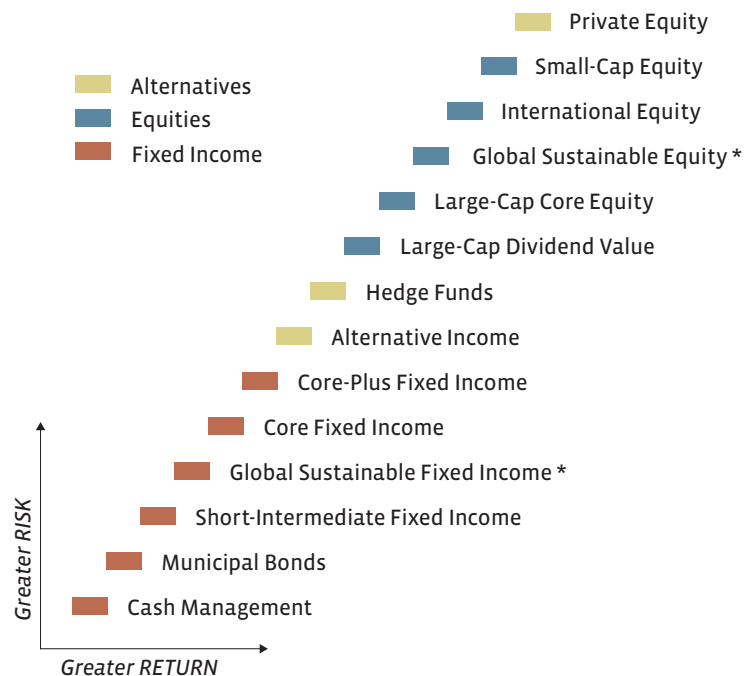 Private Equity
Small-Cap Equity
Alternatives
International Equity
Equities
Fixed Income
Global Sustainable Equity *
Large-Cap Core Equity
Large-Cap Dividend Value
Hedge Funds
Alternative Income
Core-Plus Fixed Income
Core Fixed Income
Global Sustainable Fixed Income *
Short-Intermediate Fixed Income
Municipal Bonds
Cash Management
Greater RISK
Greater RETURN